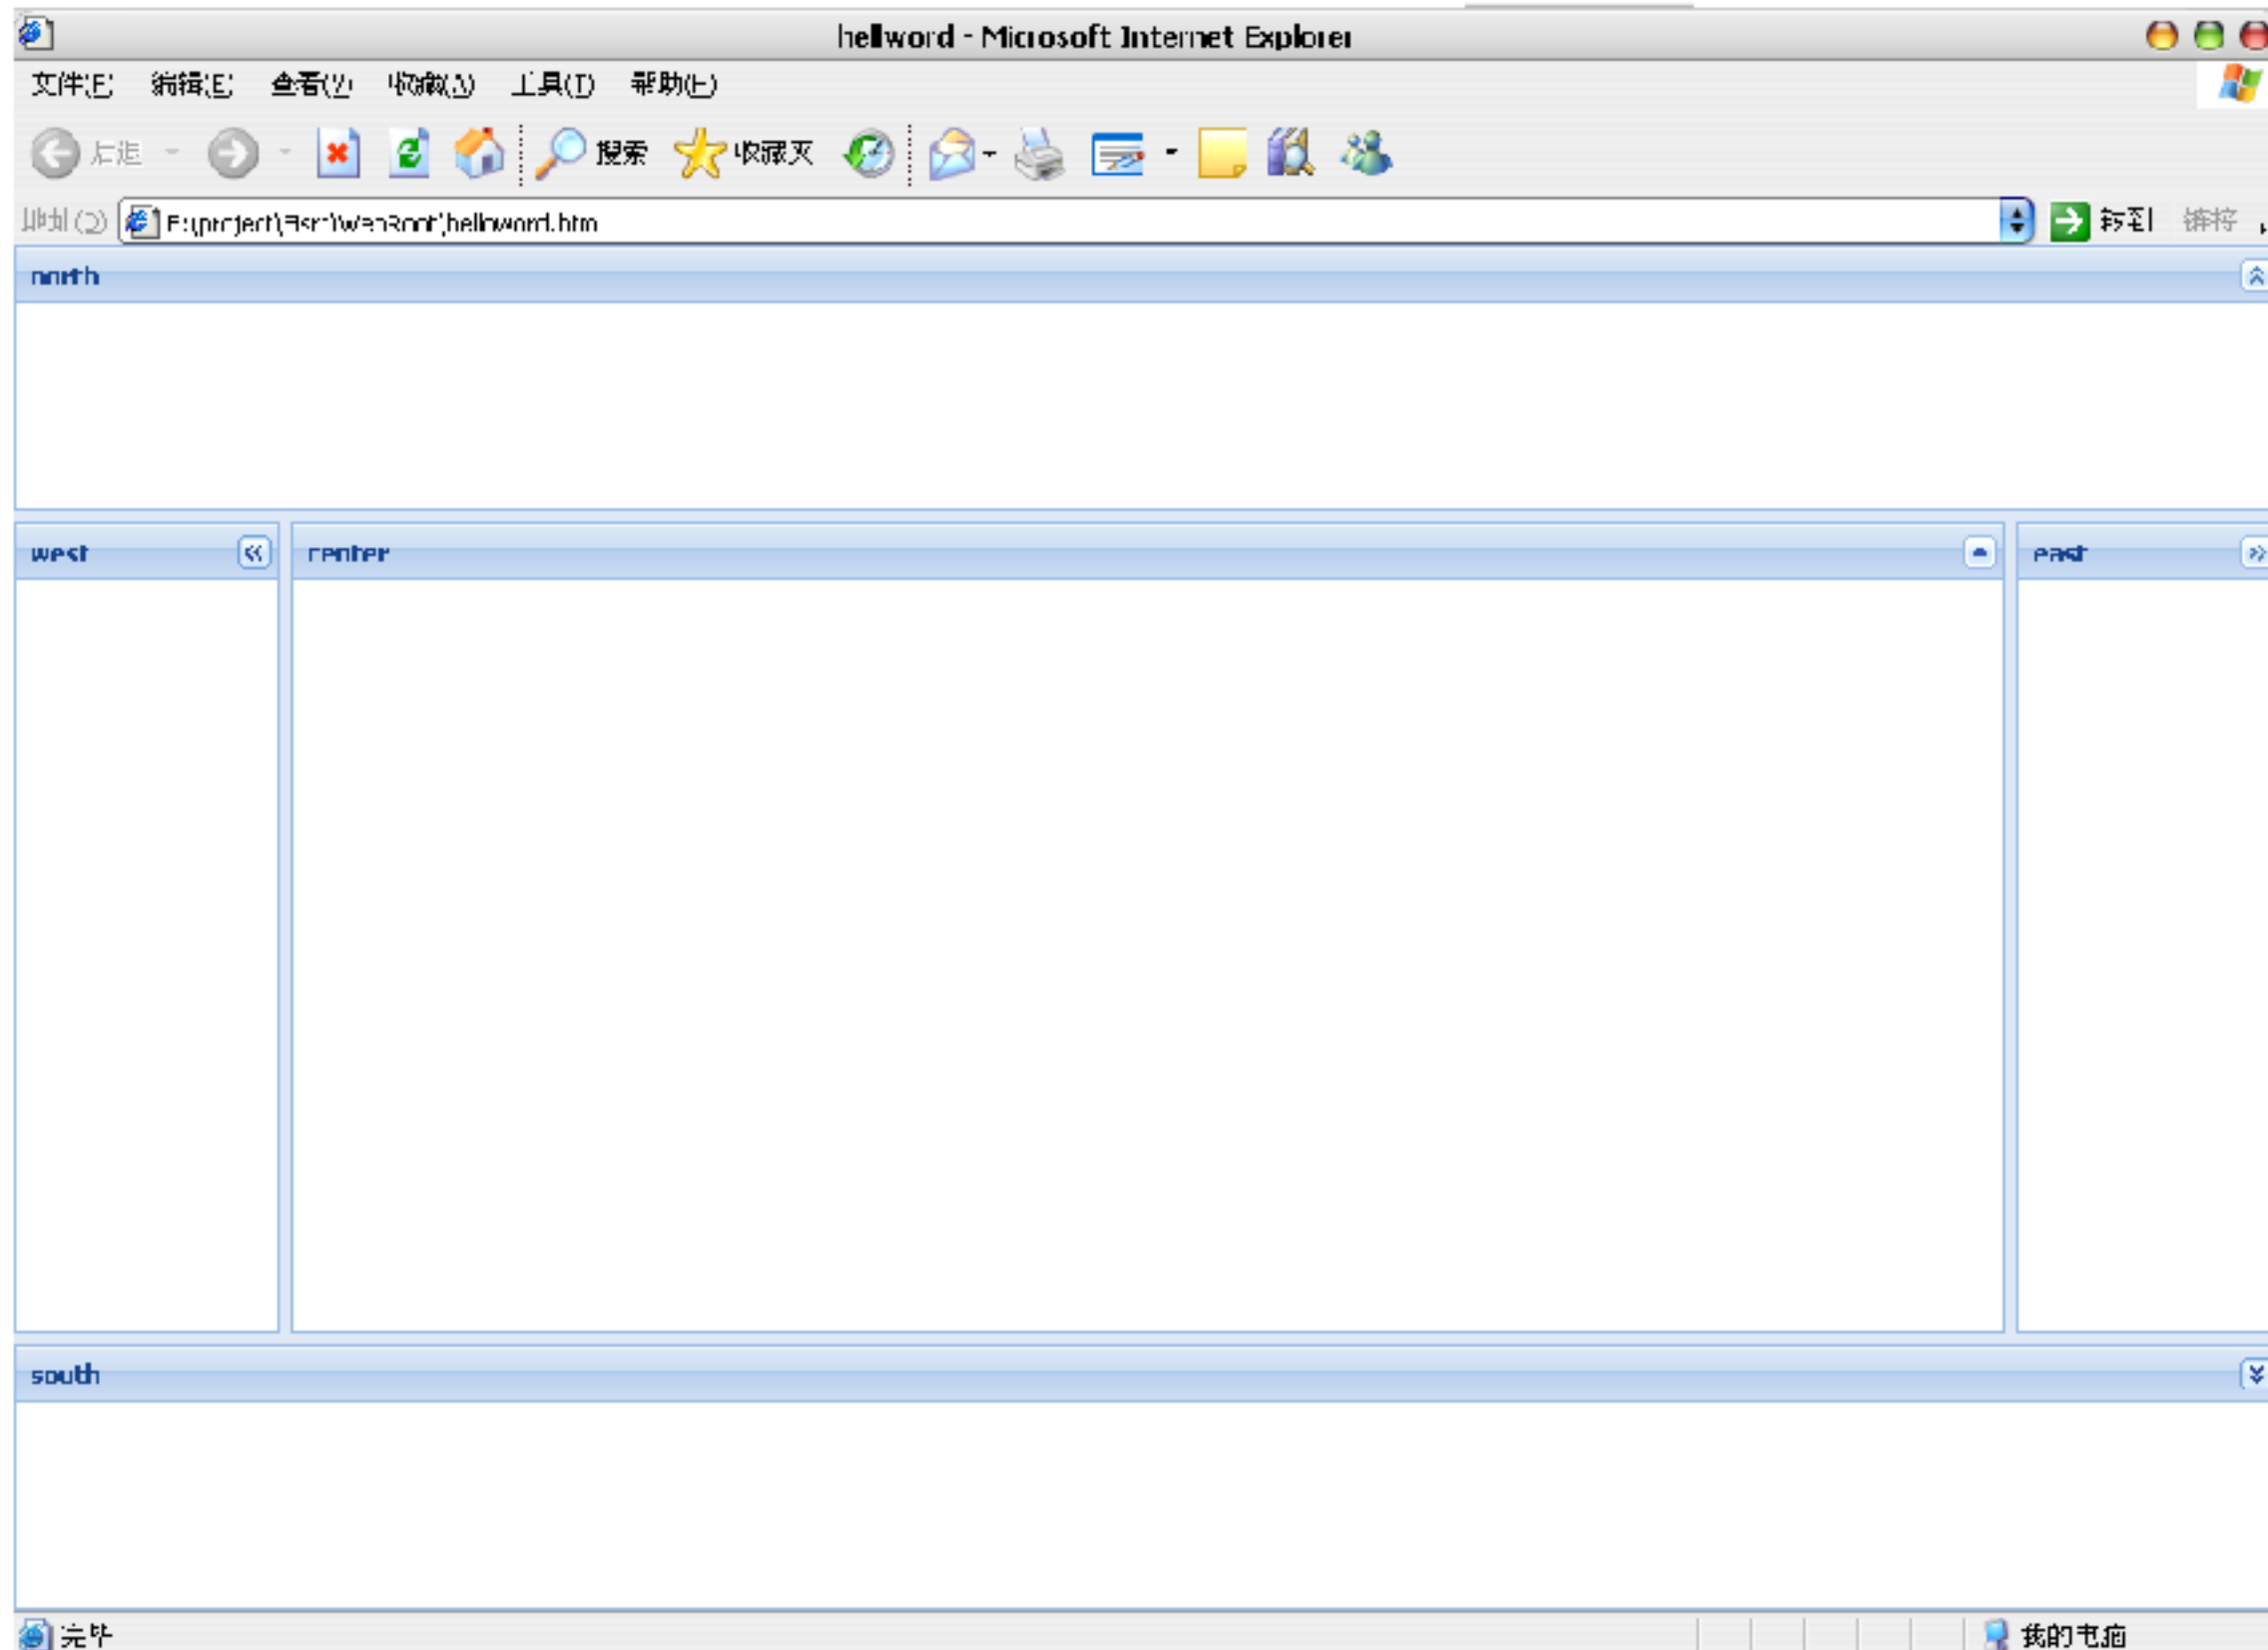 hellword - Microsoft Internet Explorer
文件(F) 编辑(E) 查看(V) 收藏(A) 工具(T) 帮助(H)
后退 搜索 收藏夹
地址(D) helloword.htm 转到 链接
north
west center east
south
完毕 我的电脑